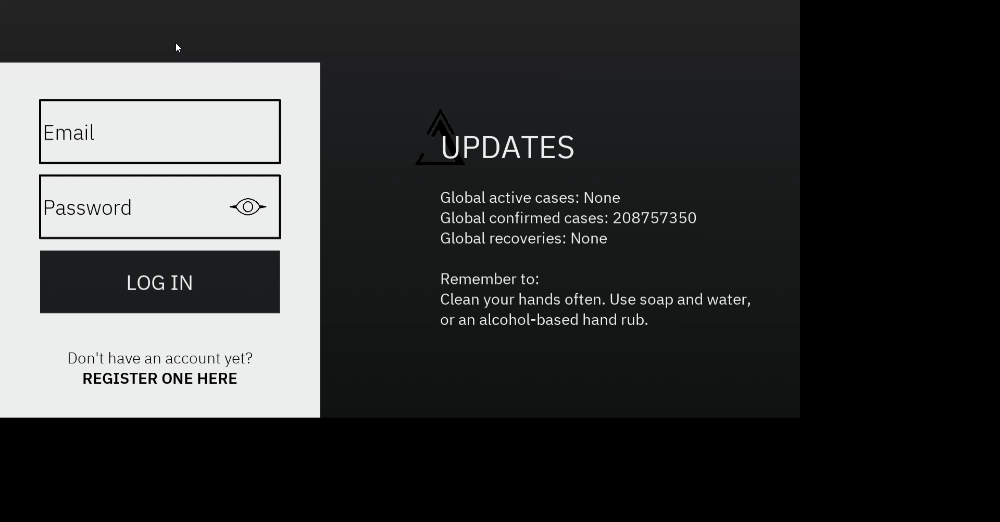 Email
Password
LOG IN
Don't have an account yet?
REGISTER ONE HERE
UPDATES
Global active cases: None
Global confirmed cases: 208757350
Global recoveries: None
Remember to:
Clean your hands often. Use soap and water,
or an alcohol-based hand rub.